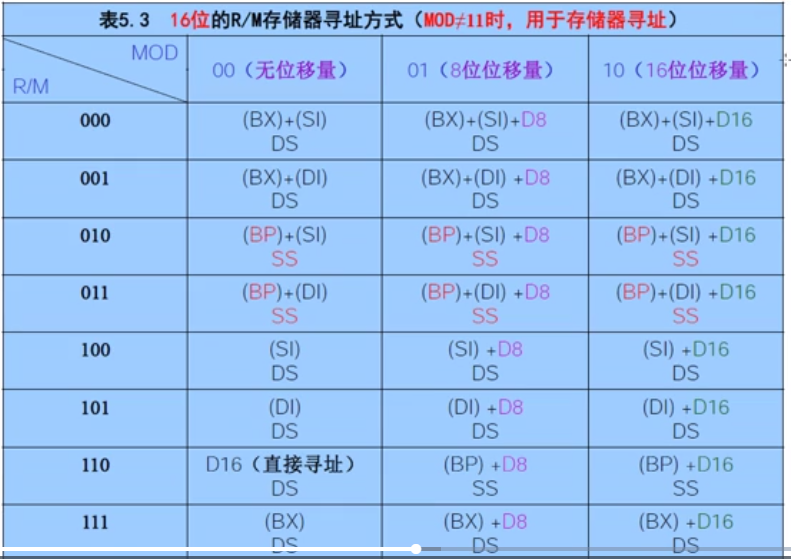 表5.3 16位的R/M存储器寻址方式（MOD≠11时，用于存储器寻址）
MOD
R/M
00（无位移量）
01（8位位移量）
10（16位位移量）
000
(BX)+(SI)
DS
(BX)+(SI)+D8
DS
(BX)+(SI)+D16
DS
001
(BX)+(DI)
DS
(BX)+(DI) +D8
DS
(BX)+(DI) +D16
DS
010
(BP)+(SI)
SS
(BP)+(SI) +D8
SS
(BP)+(SI) +D16
SS
011
(BP)+(DI)
SS
(BP)+(DI) +D8
SS
(BP)+(DI) +D16
SS
100
(SI)
DS
(SI) +D8
DS
(SI) +D16
DS
101
(DI)
DS
(DI) +D8
DS
(DI) +D16
DS
110
D16（直接寻址）
DS
(BP) +D8
SS
(BP) +D16
SS
111
(BX)
DS
(BX) +D8
DS
(BX) +D16
DS